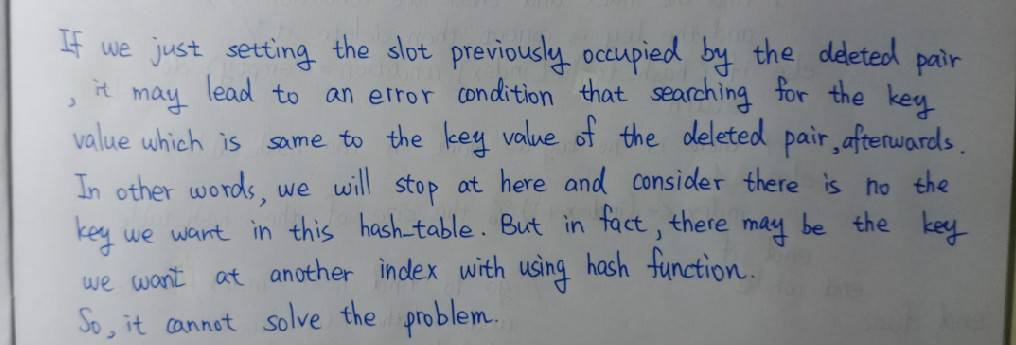 If we just setting the slot previously occupied by the deleted pair
, it may lead to an error condition that searching for the key
value which is same to the key value of the deleted pair, afterwards.
In other words, we will stop at here and consider there is no the
key we want in this hash_table. But in fact, there may be the key
we want at another index with using hash function.
So, it cannot solve the problem.